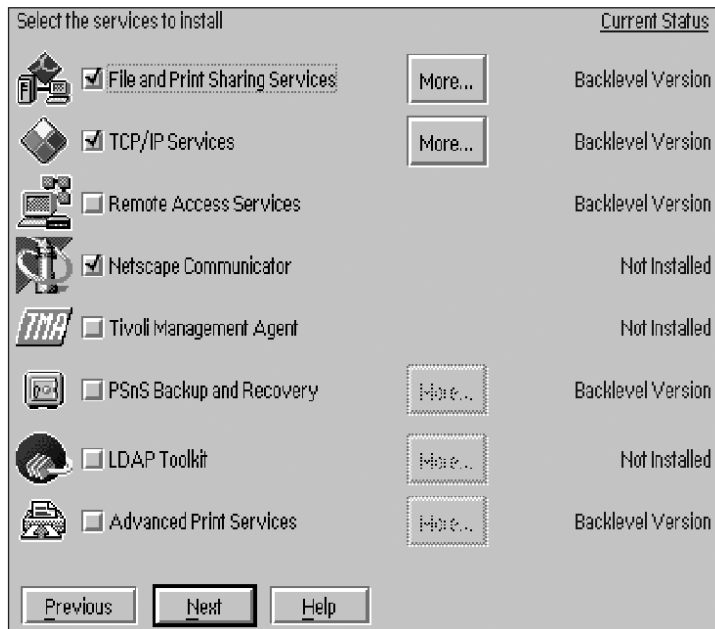 Select the services to install Current Status
File and Print Sharing Services More... Backlevel Version
TCP/IP Services More... Backlevel Version
Remote Access Services Backlevel Version
Netscape Communicator Not Installed
TMA Tivoli Management Agent Not Installed
PSnS Backup and Recovery More... Backlevel Version
LDAP Toolkit More... Not Installed
Advanced Print Services More... Backlevel Version
Previous Next Help